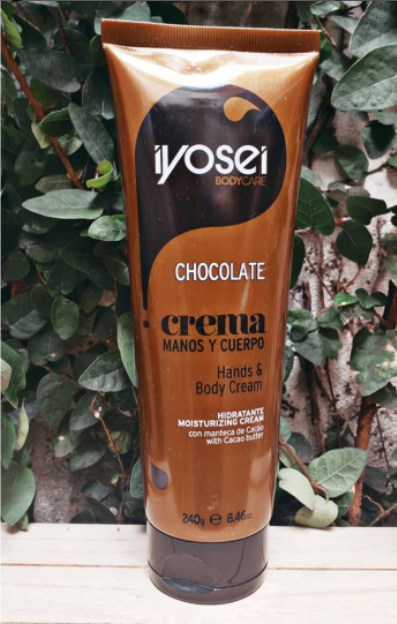 iyosei
BODYCARE
CHOCOLATE
crema
MANOS Y CUERPO
Hands &
Body Cream
HIDRATANTE
MOISTURIZING CREAM
con manteca de Cacao
with Cacao butter
240g ℮ 8.46oz